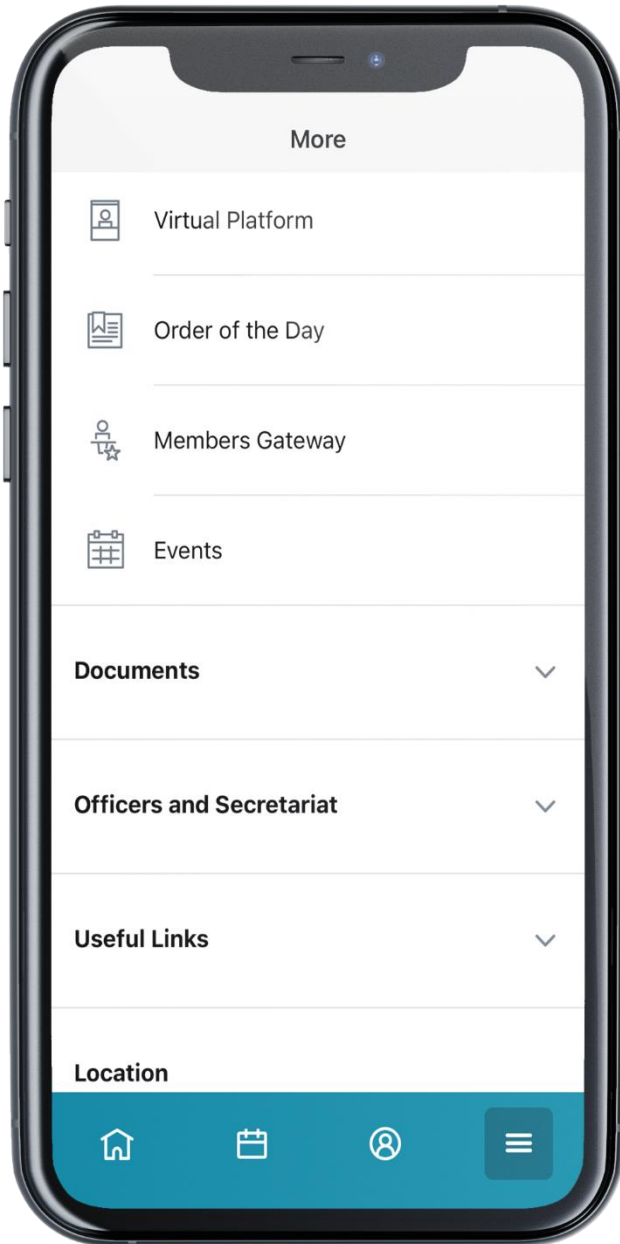 More
Virtual Platform
Order of the Day
Members Gateway
Events
Documents
Officers and Secretariat
Useful Links
Location